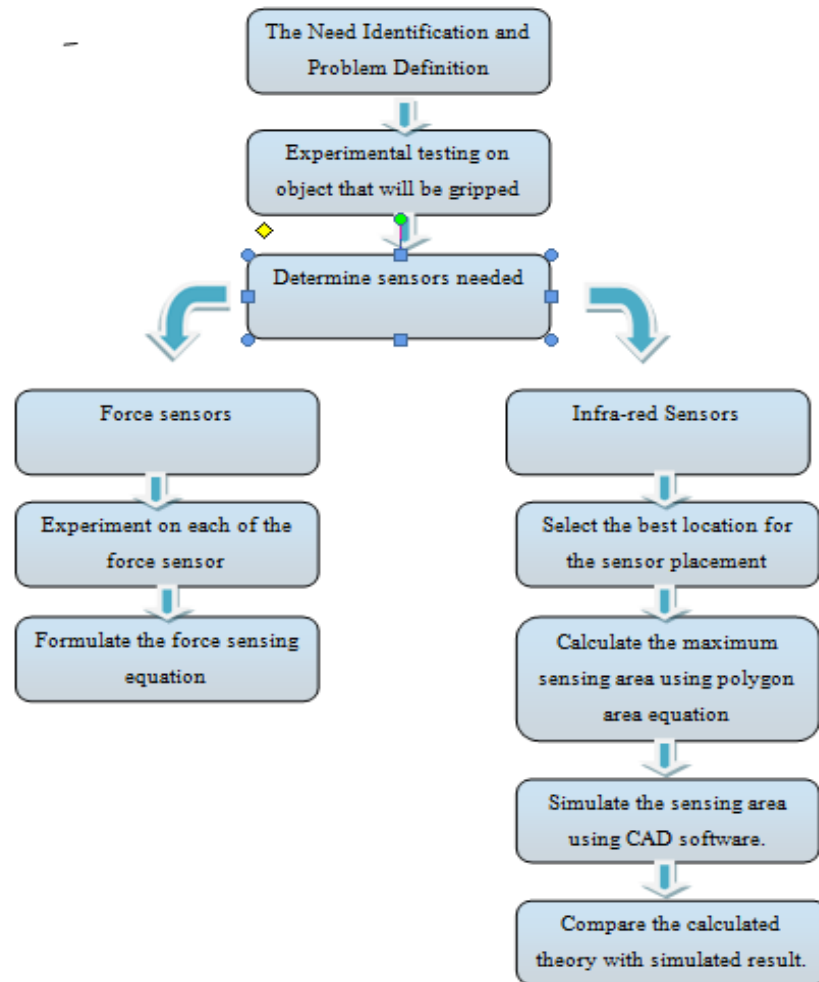 The Need Identification and
Problem Definition
Experimental testing on
object that will be gripped
Determine sensors needed
Force sensors
Experiment on each of the
force sensor
Formulate the force sensing
equation
Infra-red Sensors
Select the best location for
the sensor placement
Calculate the maximum
sensing area using polygon
area equation
Simulate the sensing area
using CAD software.
Compare the calculated
theory with simulated result.